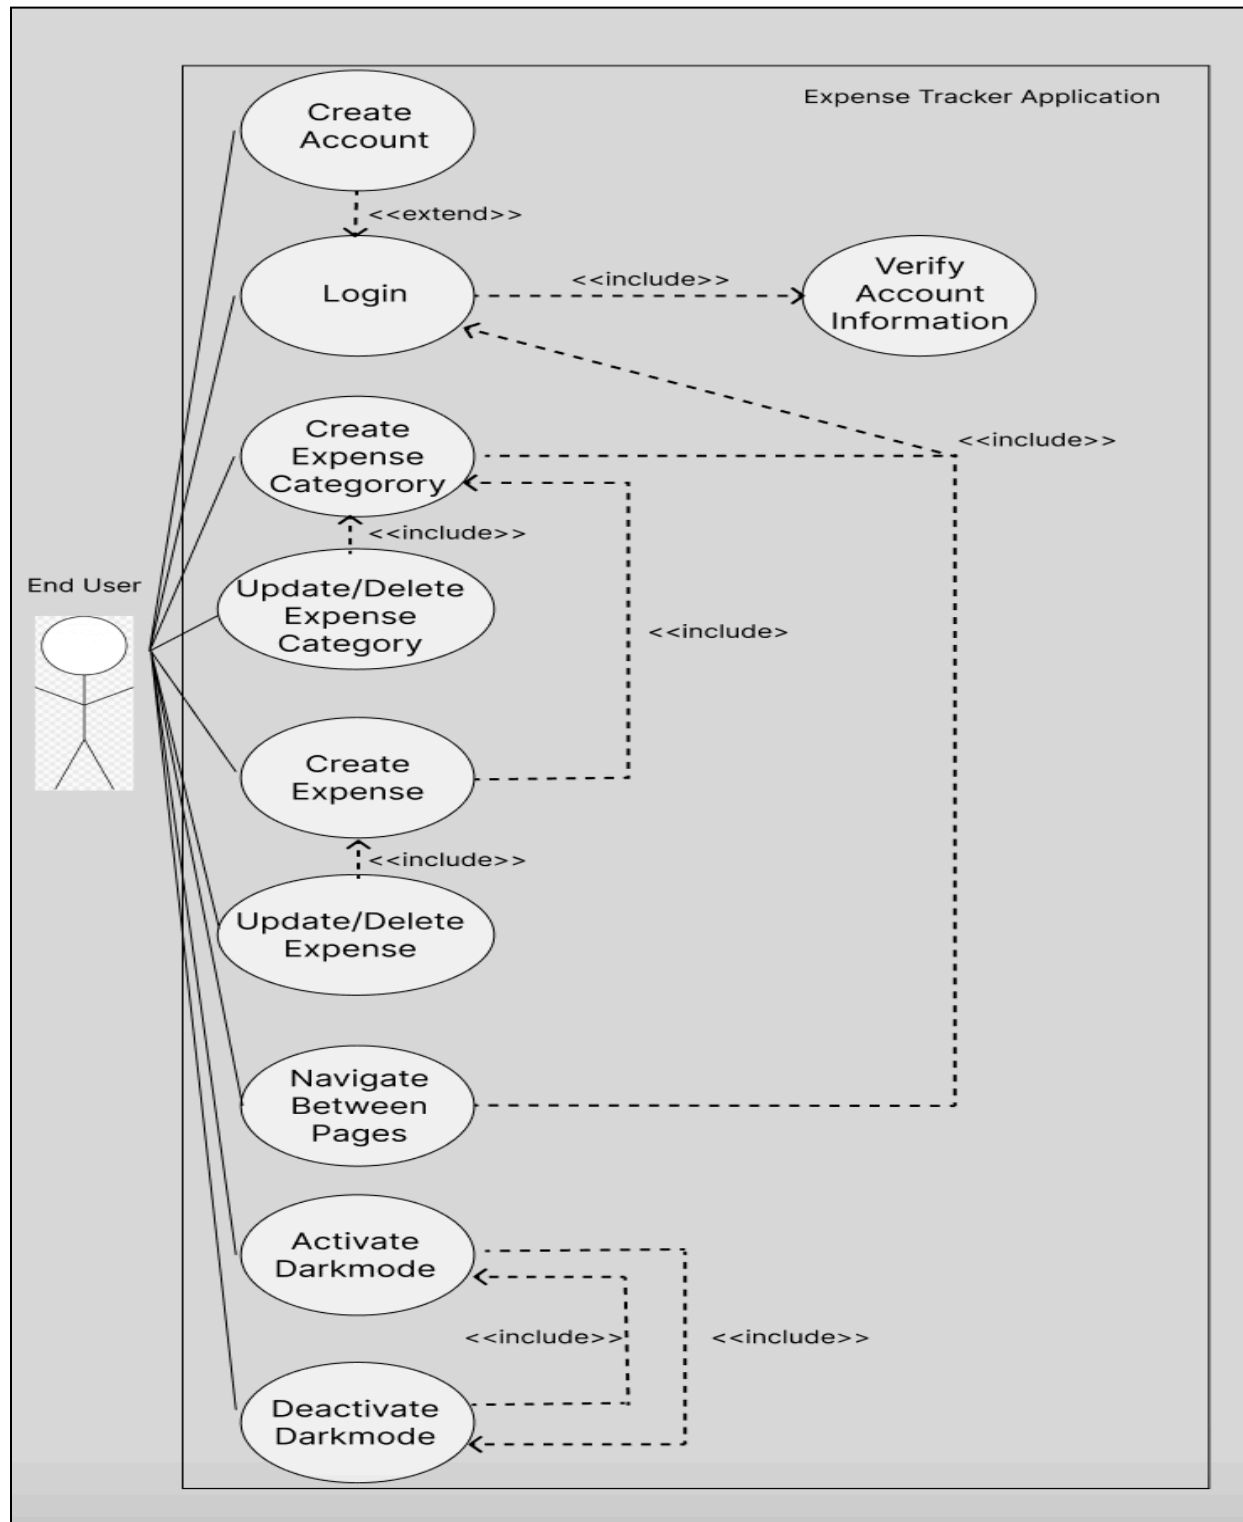 Expense Tracker Application
Create
Account
<<extend>>
Login
<<include>>
Verify
Account
Information
Create
Expense
Categorory
<<include>>
<<include>>
End User
Update/Delete
Expense
Category
<<include>
Create
Expense
<<include>>
Update/Delete
Expense
Navigate
Between
Pages
Activate
Darkmode
<<include>>
<<include>>
Deactivate
Darkmode